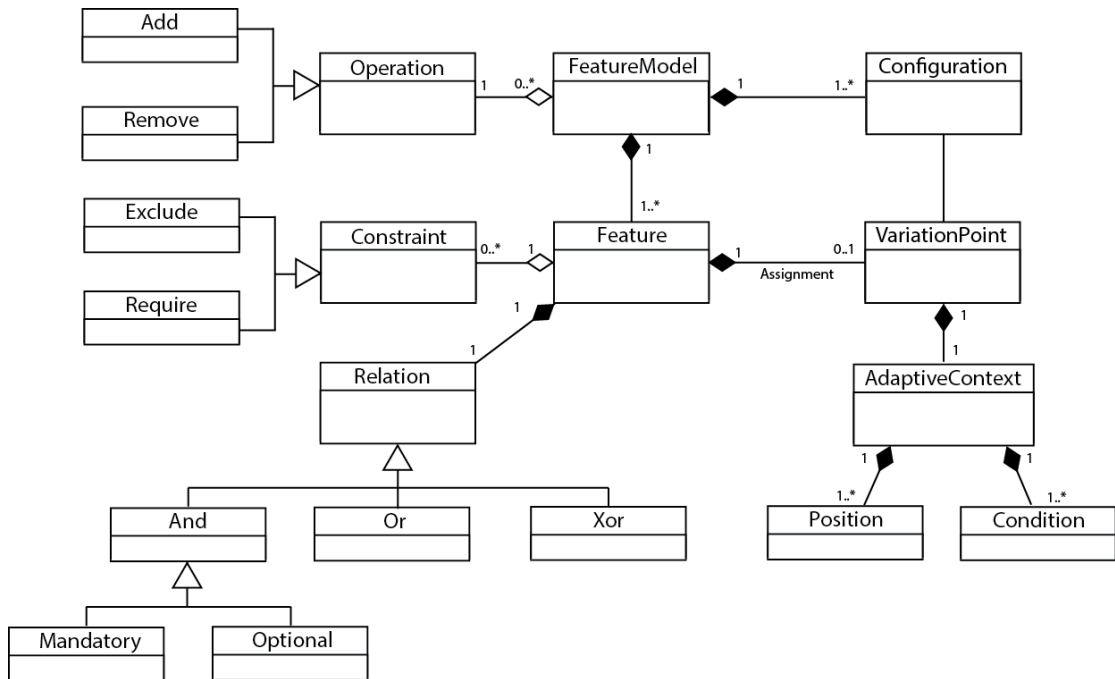 Add
Operation
FeatureModel
Configuration
1
0..*
1
1..*
Remove
1
1..*
Exclude
Constraint
0..*
1
Feature
1
0..1
VariationPoint
Assignment
Require
1
1
1
1
Relation
AdaptiveContext
1
1
1..*
1..*
And
Or
Xor
Position
Condition
Mandatory
Optional